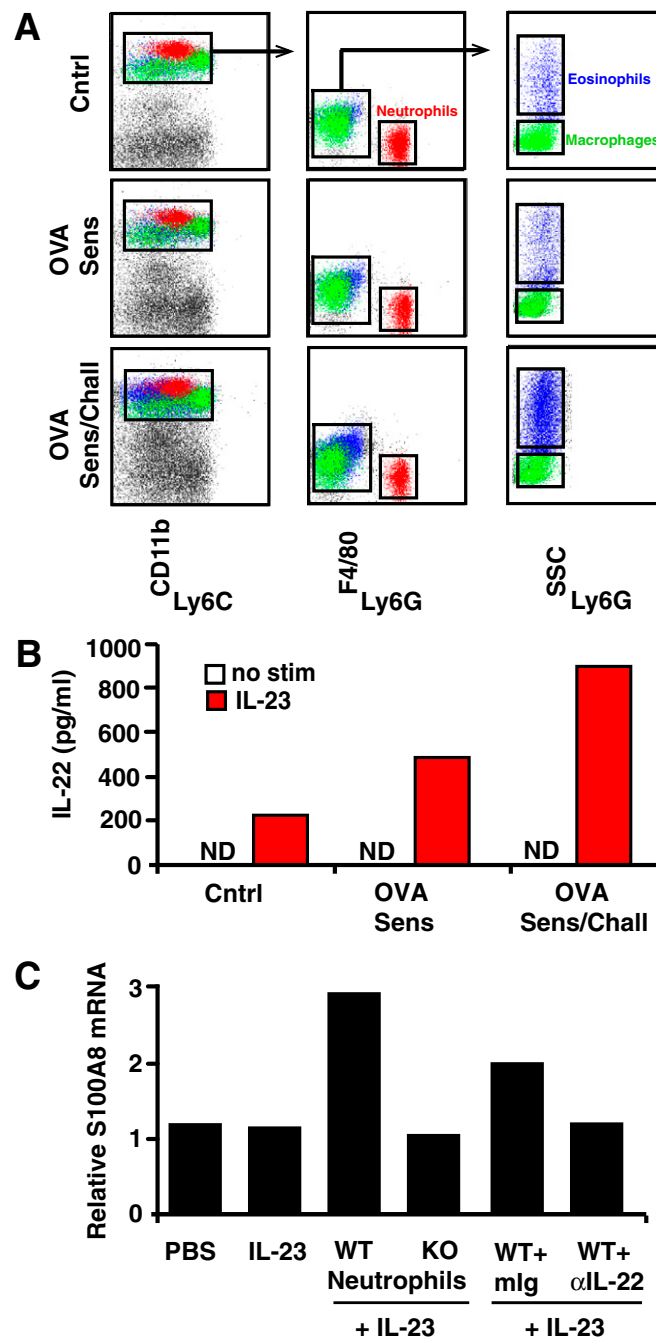 A
Cntrl
Neutrophils
Eosinophils
Macrophages
OVA
Sens
OVA
Sens/Chall
CD11b
Ly6C
F4/80
Ly6G
SSC
Ly6G
B
IL-22 (pg/ml)
1000
800
600
400
200
0
no stim
IL-23
ND
ND
ND
Cntrl
OVA
Sens
OVA
Sens/Chall
C
Relative S100A8 mRNA
3
2
1
0
PBS
IL-23
WT
KO
Neutrophils
+ IL-23
WT+
mIg
WT+
αIL-22
+ IL-23